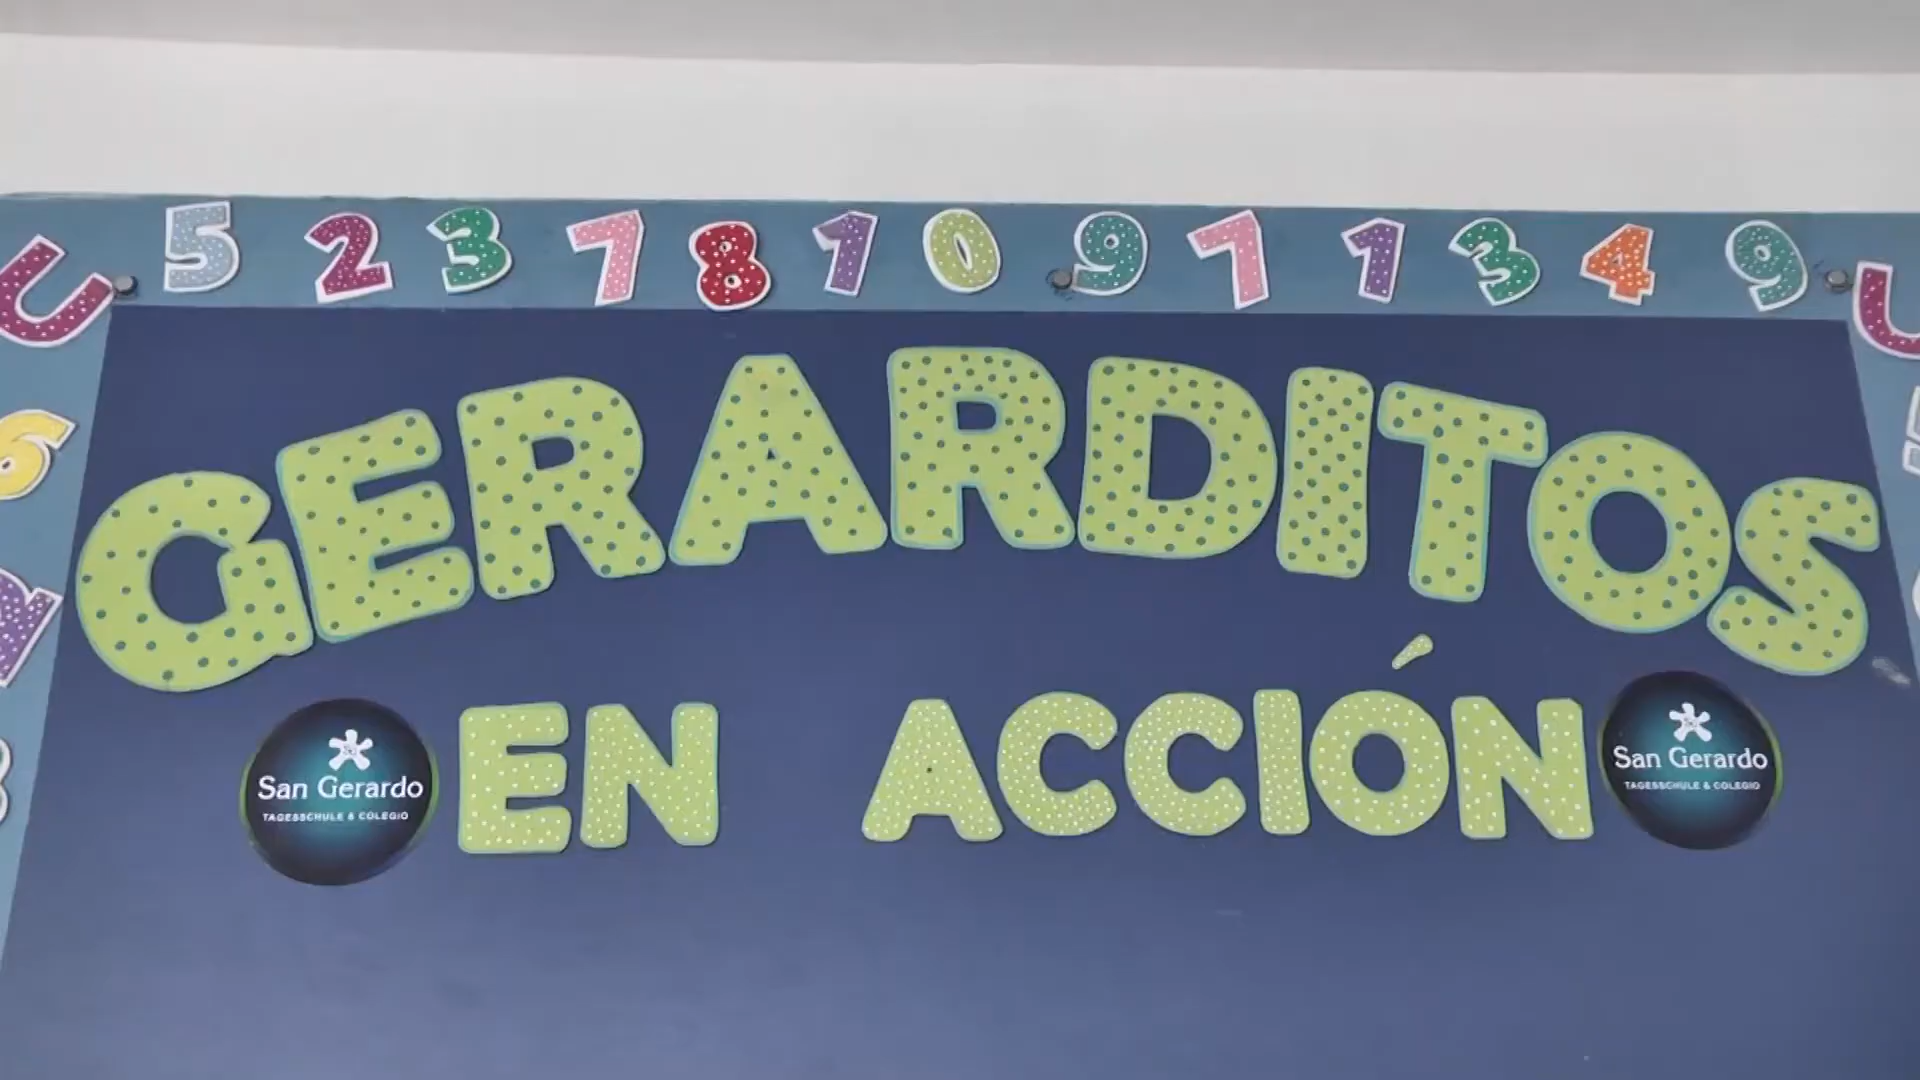 5 2 3 7 8 1 0 9 7 1 3 4 9
6
GERARDITOS
EN ACCIÓN
San Gerardo
TAGESSCHULE & COLEGIO
San Gerardo
TAGESSCHULE & COLEGIO